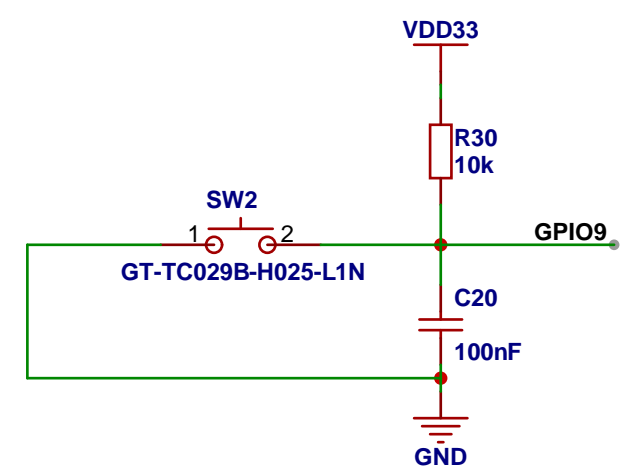 VDD33
R30
10k
SW2
1 2
GPIO9
GT-TC029B-H025-L1N
C20
100nF
GND